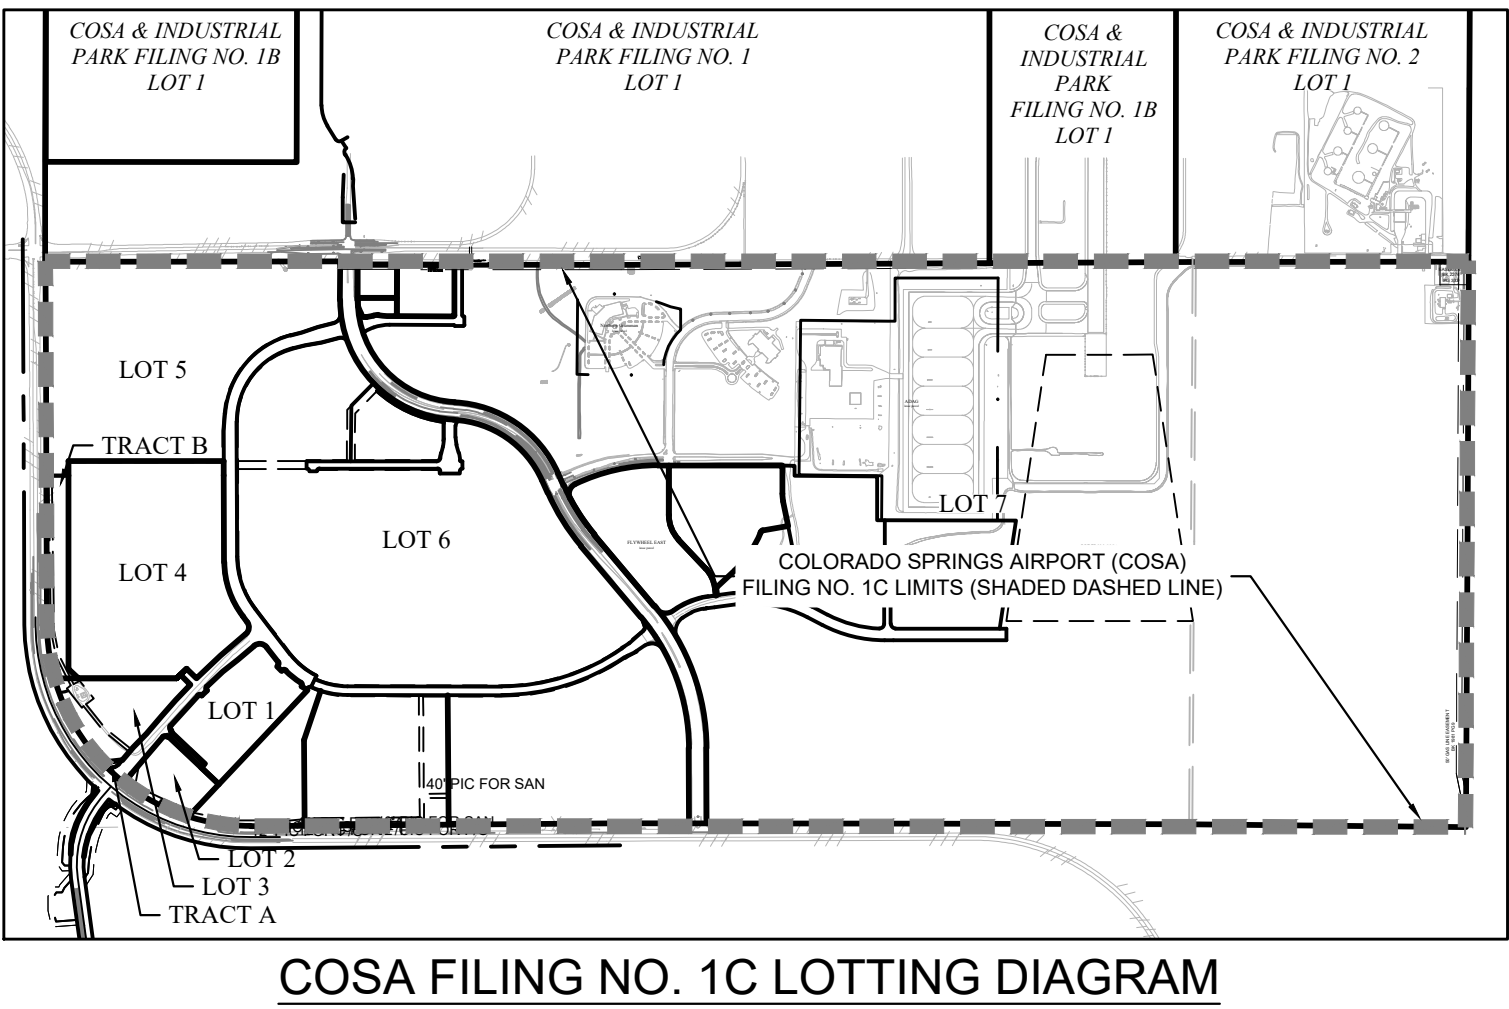 COSA & INDUSTRIAL
PARK FILING NO. 1B
LOT 1
COSA & INDUSTRIAL
PARK FILING NO. 1
LOT 1
COSA &
INDUSTRIAL
PARK
FILING NO. 1B
LOT 1
COSA & INDUSTRIAL
PARK FILING NO. 2
LOT 1
LOT 5
TRACT B
LOT 6
LOT 4
LOT 7
FLYWHEEL EAST
COLORADO SPRINGS AIRPORT (COSA)
FILING NO. 1C LIMITS (SHADED DASHED LINE)
LOT 1
40' PIC FOR SAN
LOT 2
LOT 3
TRACT A
COSA FILING NO. 1C LOTTING DIAGRAM